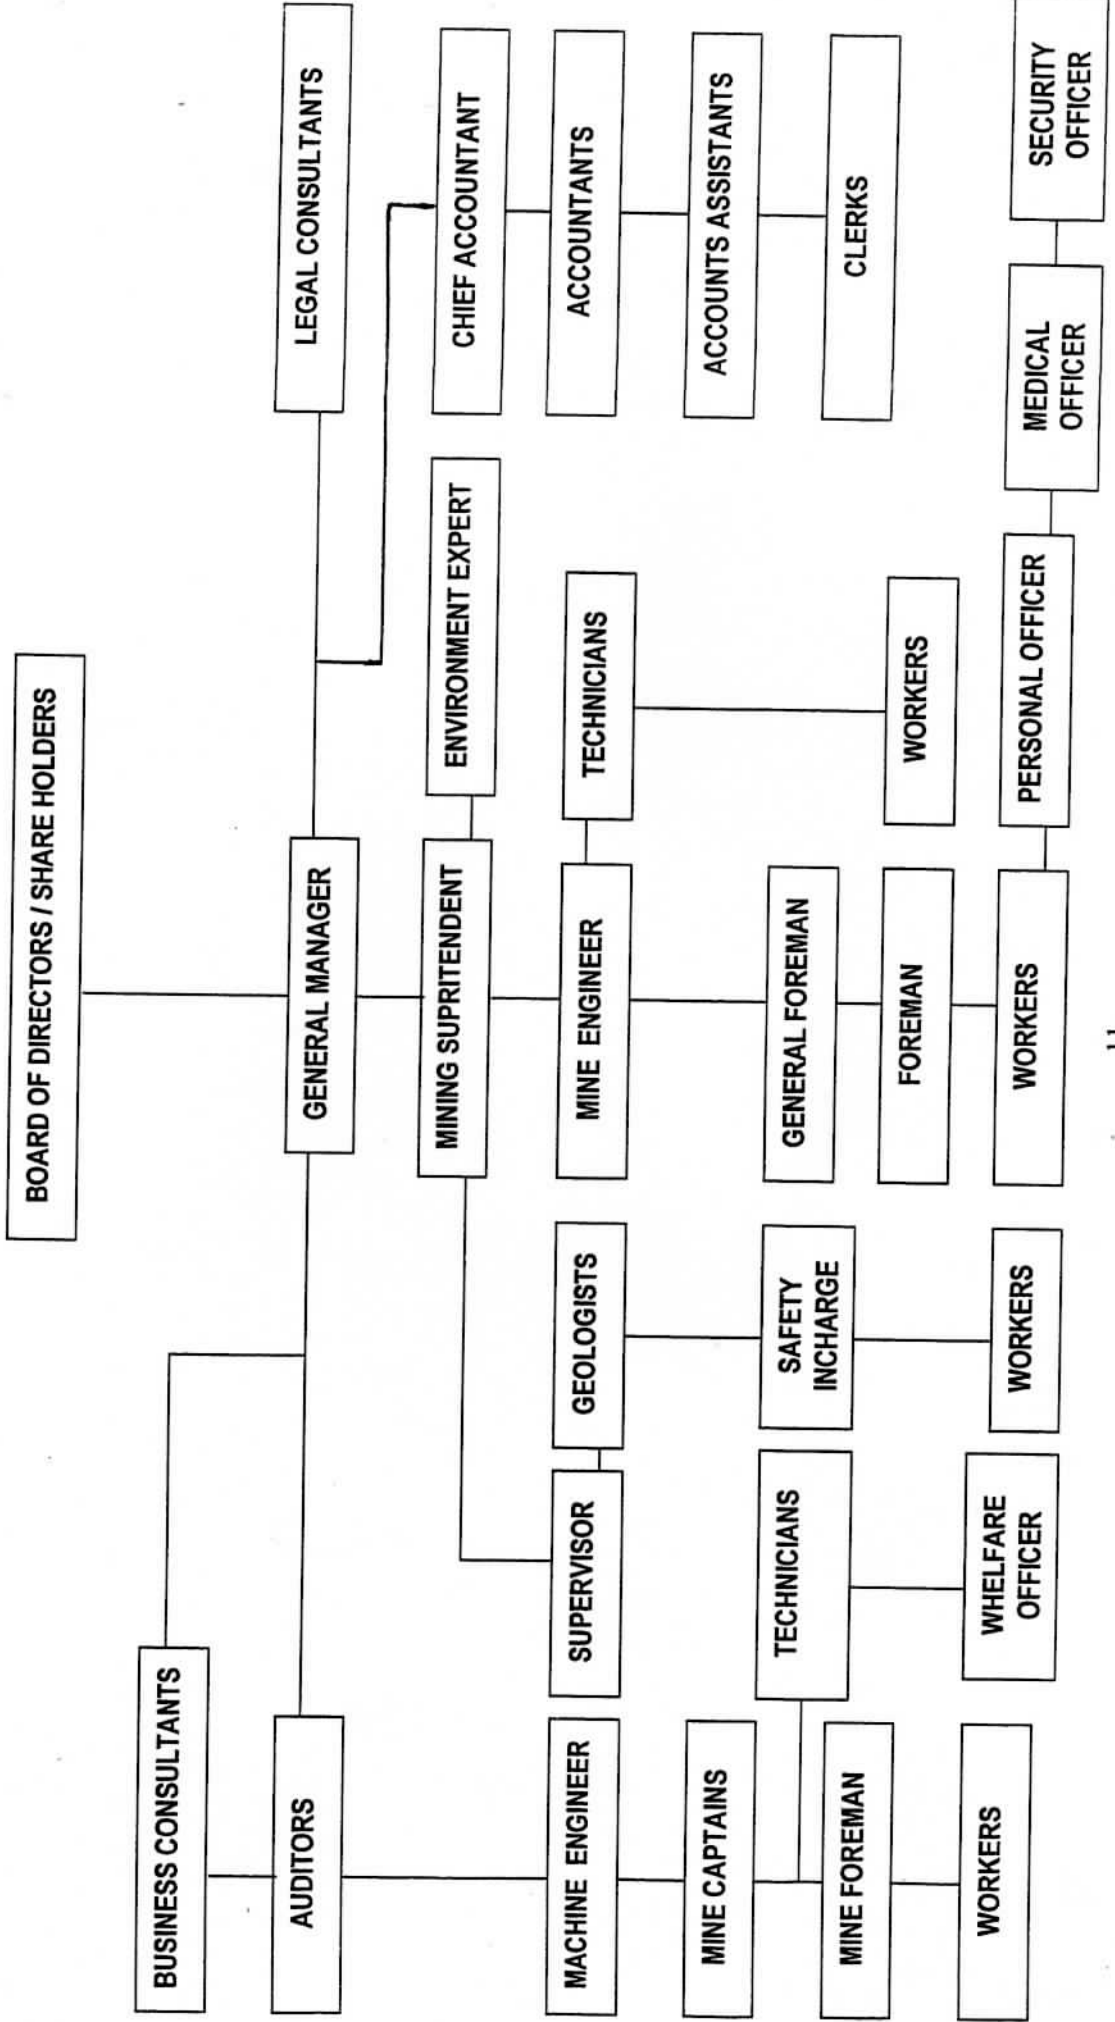 BOARD OF DIRECTORS / SHARE HOLDERS
BUSINESS CONSULTANTS
AUDITORS
GENERAL MANAGER
LEGAL CONSULTANTS
MINING SUPRITENDENT
ENVIRONMENT EXPERT
CHIEF ACCOUNTANT
MACHINE ENGINEER
SUPERVISOR
GEOLOGISTS
MINE ENGINEER
TECHNICIANS
ACCOUNTANTS
MINE CAPTAINS
TECHNICIANS
SAFETY
INCHARGE
GENERAL FOREMAN
ACCOUNTS ASSISTANTS
MINE FOREMAN
FOREMAN
WORKERS
CLERKS
WORKERS
WHELFARE
OFFICER
WORKERS
WORKERS
PERSONAL OFFICER
MEDICAL
OFFICER
SECURITY
OFFICER
11